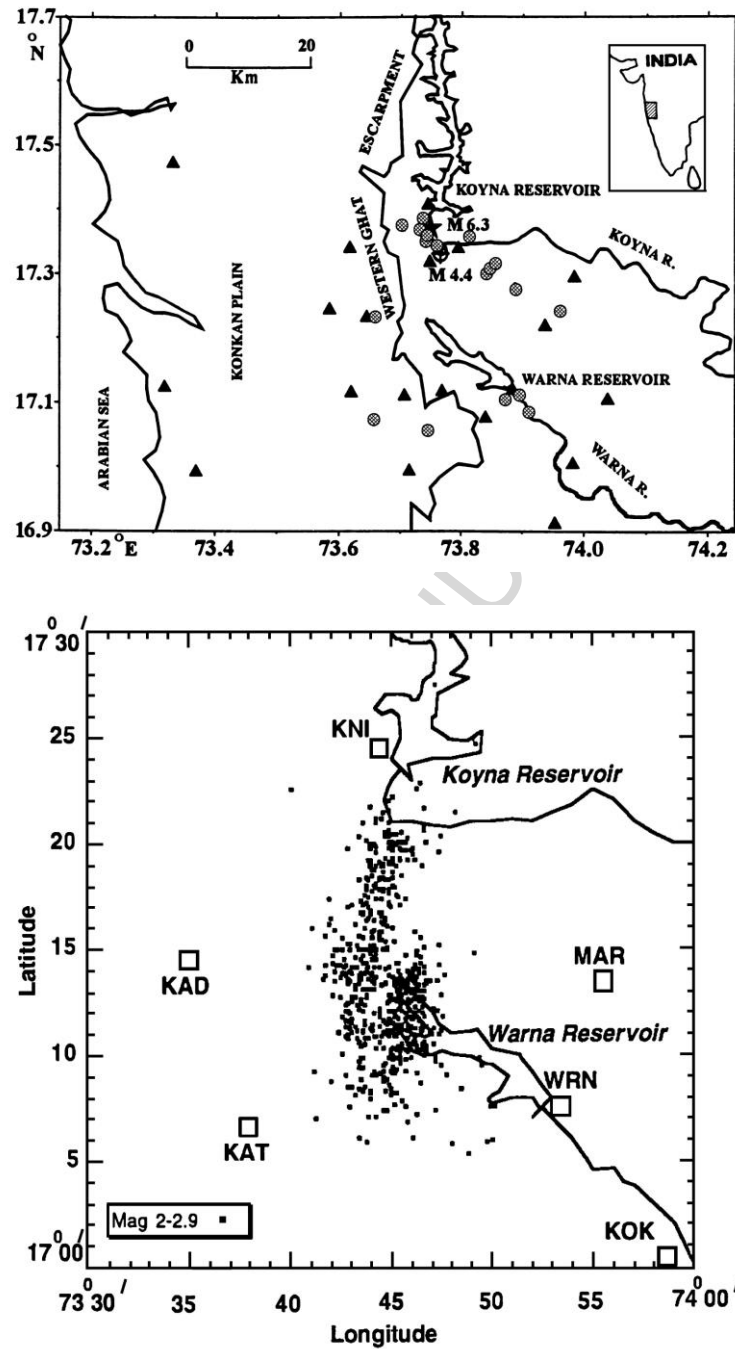 17.7
° N
0 20
Km
INDIA
ESCARPMENT
17.5
KOYNA RESERVOIR
M 6.3
KOYNA R.
17.3
M 4.4
WESTERN GHAT
KONKAN PLAIN
WARNA RESERVOIR
17.1
ARABIAN SEA
WARNA R.
16.9
73.2°E 73.4 73.6 73.8 74.0 74.2
17°30'
KNI
25
Koyna Reservoir
20
Latitude
15
KAD
MAR
10
Warna Reservoir
WRN
KAT
5
Mag 2-2.9
KOK
17°00'
73°30' 35 40 45 50 55 74°00'
Longitude